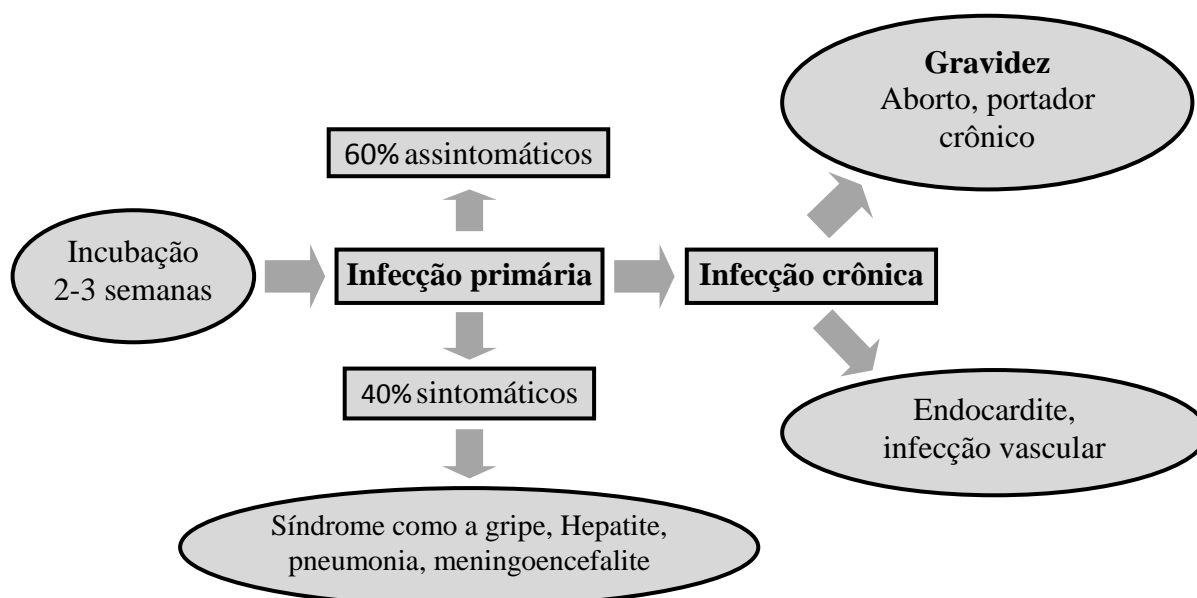 Gravidez
Aborto, portador
crônico
60% assintomáticos
Incubação
2-3 semanas
Infecção primária
Infecção crônica
40% sintomáticos
Endocardite,
infecção vascular
Síndrome como a gripe, Hepatite,
pneumonia, meningoencefalite